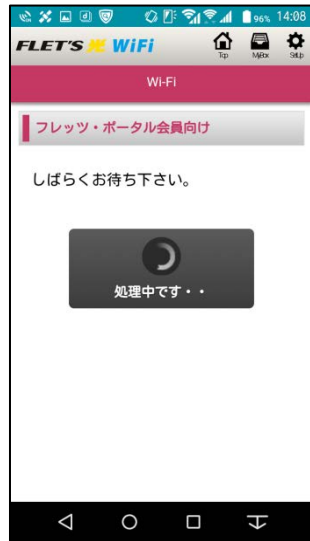 96% 14:08
FLET'S 光 WiFi
Top MyBox SetUp
Wi-Fi
フレッツ・ポータル会員向け
しばらくお待ち下さい。
処理中です・・